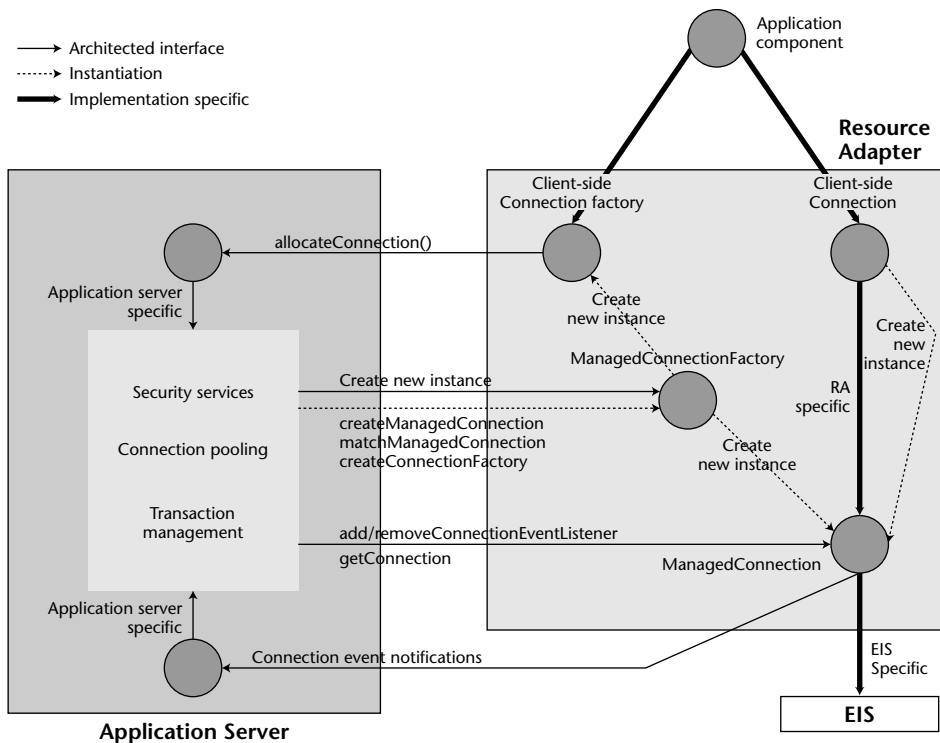 Application
component
Architected interface
Instantiation
Implementation specific
Resource
Adapter
Client-side
Connection factory
Client-side
Connection
allocateConnection()
Application server
specific
Create
new instance
Create
new
instance
ManagedConnectionFactory
Security services
Create new instance
RA
specific
createManagedConnection
matchManagedConnection
createConnectionFactory
Connection pooling
Create
new instance
Transaction
management
add/removeConnectionEventListener
getConnection
ManagedConnection
Application server
specific
Connection event notifications
EIS
Specific
EIS
Application Server